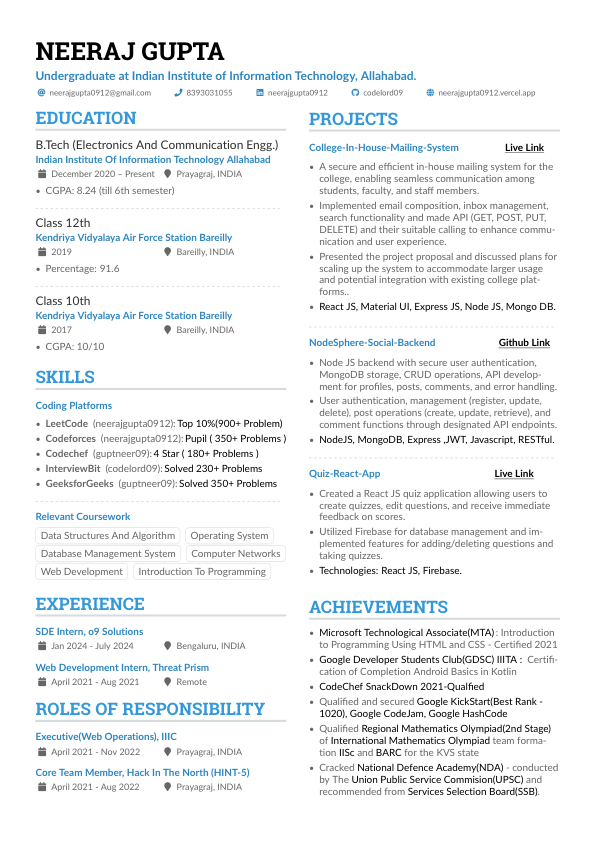 NEERAJ GUPTA
Undergraduate at Indian Institute of Information Technology, Allahabad.
neerajgupta0912@gmail.com 8393031055 neerajgupta0912 codelord09 neerajgupta0912.vercel.app
EDUCATION
B.Tech (Electronics And Communication Engg.)
Indian Institute Of Information Technology Allahabad
December 2020 – Present Prayagraj, INDIA
• CGPA: 8.24 (till 6th semester)
Class 12th
Kendriya Vidyalaya Air Force Station Bareilly
2019 Bareilly, INDIA
• Percentage: 91.6
Class 10th
Kendriya Vidyalaya Air Force Station Bareilly
2017 Bareilly, INDIA
• CGPA: 10/10
SKILLS
Coding Platforms
• LeetCode (neerajgupta0912): Top 10%(900+ Problem)
• Codeforces (neerajgupta0912): Pupil ( 350+ Problems )
• Codechef (guptneer09): 4 Star ( 180+ Problems )
• InterviewBit (codelord09): Solved 230+ Problems
• GeeksforGeeks (guptneer09): Solved 350+ Problems
Relevant Coursework
Data Structures And Algorithm Operating System
Database Management System Computer Networks
Web Development Introduction To Programming
EXPERIENCE
SDE Intern, o9 Solutions
Jan 2024 - July 2024 Bengaluru, INDIA
Web Development Intern, Threat Prism
April 2021 - Aug 2021 Remote
ROLES OF RESPONSIBILITY
Executive(Web Operations), IIIC
April 2021 - Nov 2022 Prayagraj, INDIA
Core Team Member, Hack In The North (HINT-5)
April 2021 - Aug 2022 Prayagraj, INDIA
PROJECTS
College-In-House-Mailing-System Live Link
• A secure and efficient in-house mailing system for the
college, enabling seamless communication among
students, faculty, and staff members.
• Implemented email composition, inbox management,
search functionality and made API (GET, POST, PUT,
DELETE) and their suitable calling to enhance commu-
nication and user experience.
• Presented the project proposal and discussed plans for
scaling up the system to accommodate larger usage
and potential integration with existing college plat-
forms..
• React JS, Material UI, Express JS, Node JS, Mongo DB.
NodeSphere-Social-Backend Github Link
• Node JS backend with secure user authentication,
MongoDB storage, CRUD operations, API develop-
ment for profiles, posts, comments, and error handling.
• User authentication, management (register, update,
delete), post operations (create, update, retrieve), and
comment functions through designated API endpoints.
• NodeJS, MongoDB, Express ,JWT, Javascript, RESTful.
Quiz-React-App Live Link
• Created a React JS quiz application allowing users to
create quizzes, edit questions, and receive immediate
feedback on scores.
• Utilized Firebase for database management and im-
plemented features for adding/deleting questions and
taking quizzes.
• Technologies: React JS, Firebase.
ACHIEVEMENTS
• Microsoft Technological Associate(MTA) : Introduction
to Programming Using HTML and CSS - Certified 2021
• Google Developer Students Club(GDSC) IIITA : Certifi-
cation of Completion Android Basics in Kotlin
• CodeChef SnackDown 2021-Qualified
• Qualified and secured Google KickStart(Best Rank -
1020), Google CodeJam, Google HashCode
• Qualified Regional Mathematics Olympiad(2nd Stage)
of International Mathematics Olympiad team forma-
tion IISc and BARC for the KVS state
• Cracked National Defence Academy(NDA) - conducted
by The Union Public Service Commision(UPSC) and
recommended from Services Selection Board(SSB).